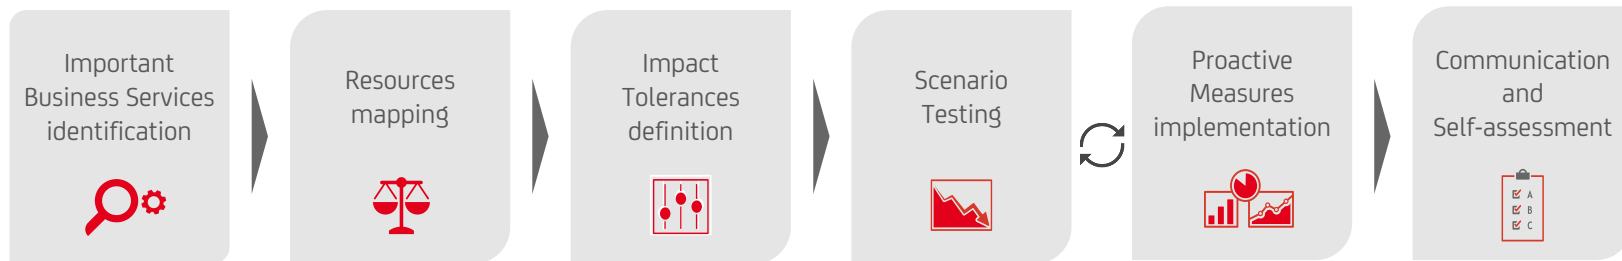 Important
Business Services
identification
Resources
mapping
Impact
Tolerances
definition
Scenario
Testing
Proactive
Measures
implementation
Communication
and
Self-assessment
A
B
C